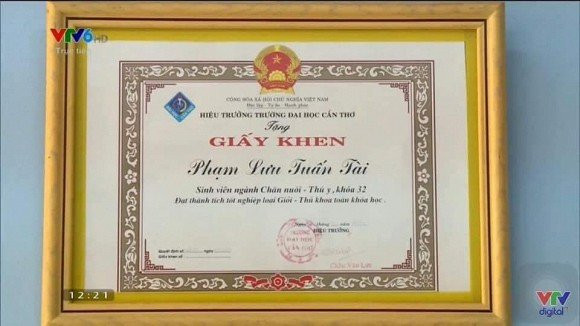 VTV6 HD
Trực tiếp
CỘNG HÒA XÃ HỘI CHỦ NGHĨA VIỆT NAM
Độc lập - Tự do - Hạnh phúc
HIỆU TRƯỞNG TRƯỜNG ĐẠI HỌC CẦN THƠ
Tặng
GIẤY KHEN
Phạm Lưu Tuấn Tài
Sinh viên ngành Chăn nuôi - Thú y, khóa 32
Đạt thành tích tốt nghiệp loại Giỏi - Thủ khoa toàn khóa học.
HIỆU TRƯỞNG
12:21
VTV
digital